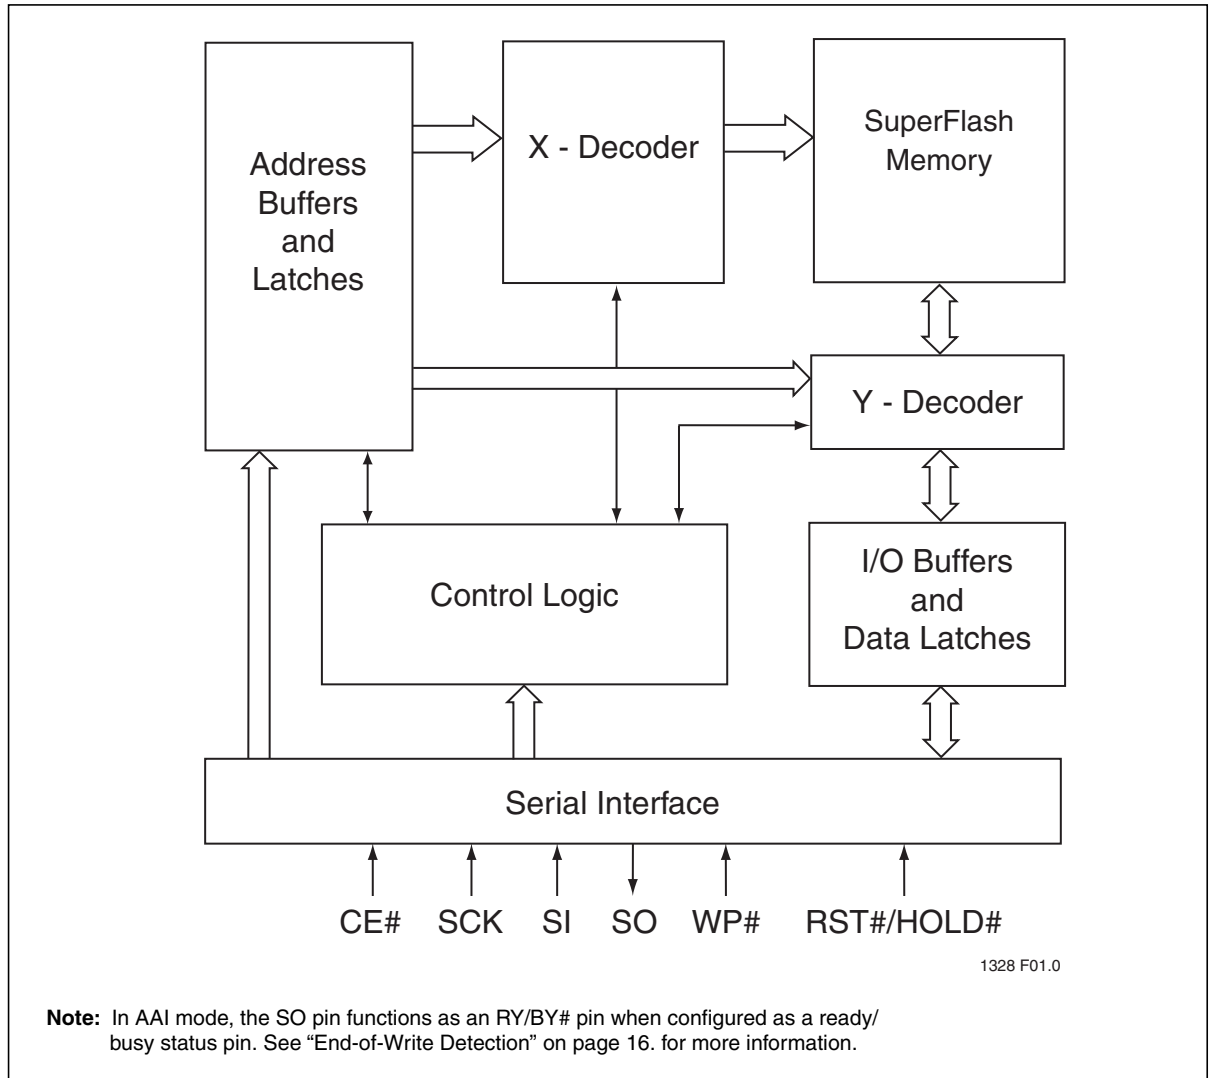 Address
Buffers
and
Latches
X - Decoder
SuperFlash
Memory
Y - Decoder
Control Logic
I/O Buffers
and
Data Latches
Serial Interface
CE# SCK SI SO WP# RST#/HOLD#
1328 F01.0
Note: In AAI mode, the SO pin functions as an RY/BY# pin when configured as a ready/
busy status pin. See “End-of-Write Detection” on page 16. for more information.